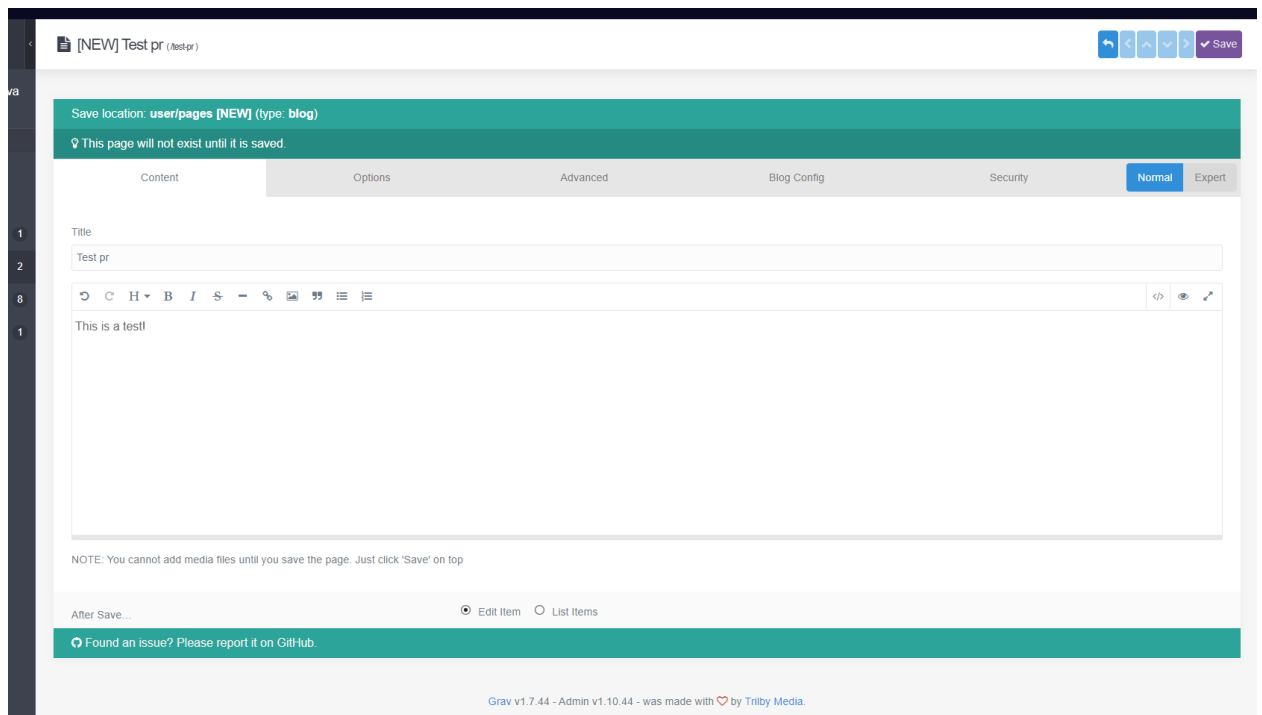 [NEW] Test pr ( /test-pr )
Save
va
Save location: user/pages [NEW] (type: blog)
This page will not exist until it is saved.
Content Options Advanced Blog Config Security Normal Expert
1
2
8
1
Title
Test pr
H B I S </>
This is a test!
NOTE: You cannot add media files until you save the page. Just click 'Save' on top
After Save...
Edit Item List Items
Found an issue? Please report it on GitHub.
Grav v1.7.44 - Admin v1.10.44 - was made with by Trilby Media.